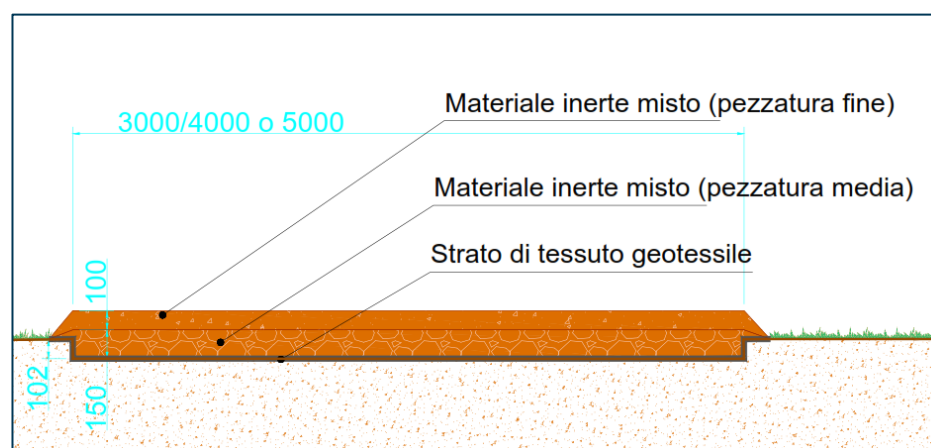 Materiale inerte misto (pezzatura fine)
3000/4000 o 5000
Materiale inerte misto (pezzatura media)
Strato di tessuto geotessile
100
102
150